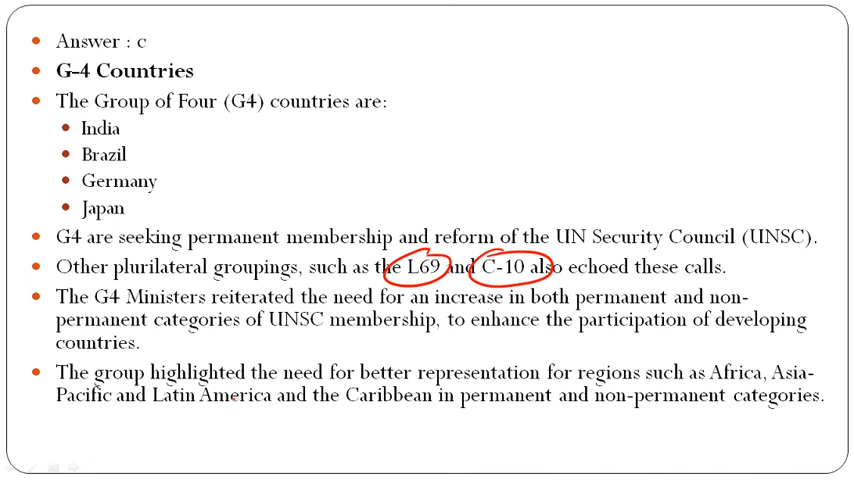 Answer : c
G-4 Countries
The Group of Four (G4) countries are:
India
Brazil
Germany
Japan
G4 are seeking permanent membership and reform of the UN Security Council (UNSC).
Other plurilateral groupings, such as the L69 and C-10 also echoed these calls.
The G4 Ministers reiterated the need for an increase in both permanent and non-
permanent categories of UNSC membership, to enhance the participation of developing
countries.
The group highlighted the need for better representation for regions such as Africa, Asia-
Pacific and Latin America and the Caribbean in permanent and non-permanent categories.